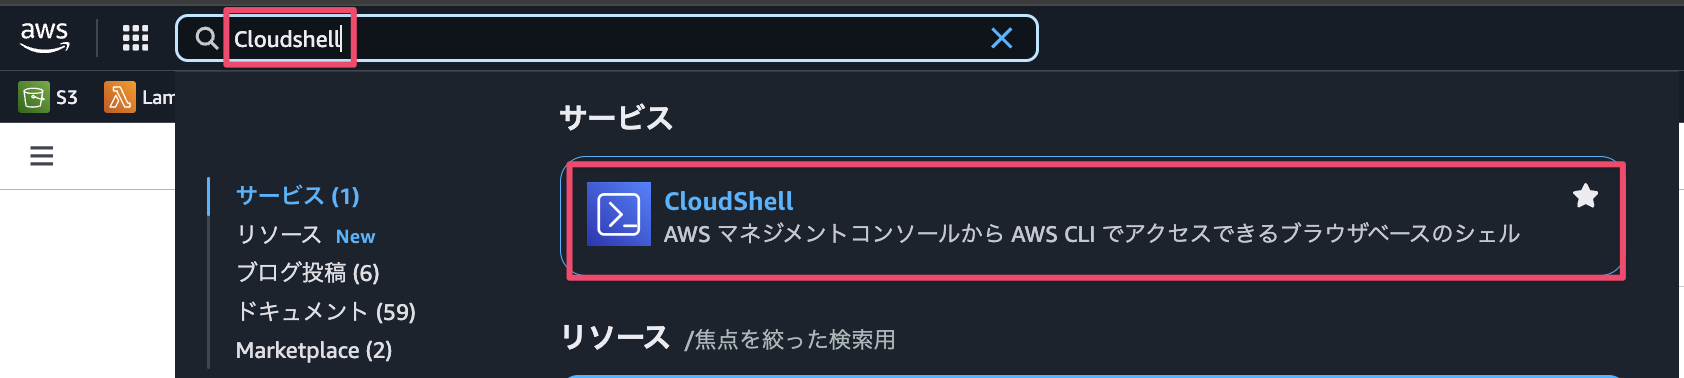 aws
Cloudshell
S3
Lam
サービス (1)
リソース New
ブログ投稿 (6)
ドキュメント (59)
Marketplace (2)
サービス
CloudShell
AWS マネジメントコンソールから AWS CLI でアクセスできるブラウザベースのシェル
リソース /焦点を絞った検索用